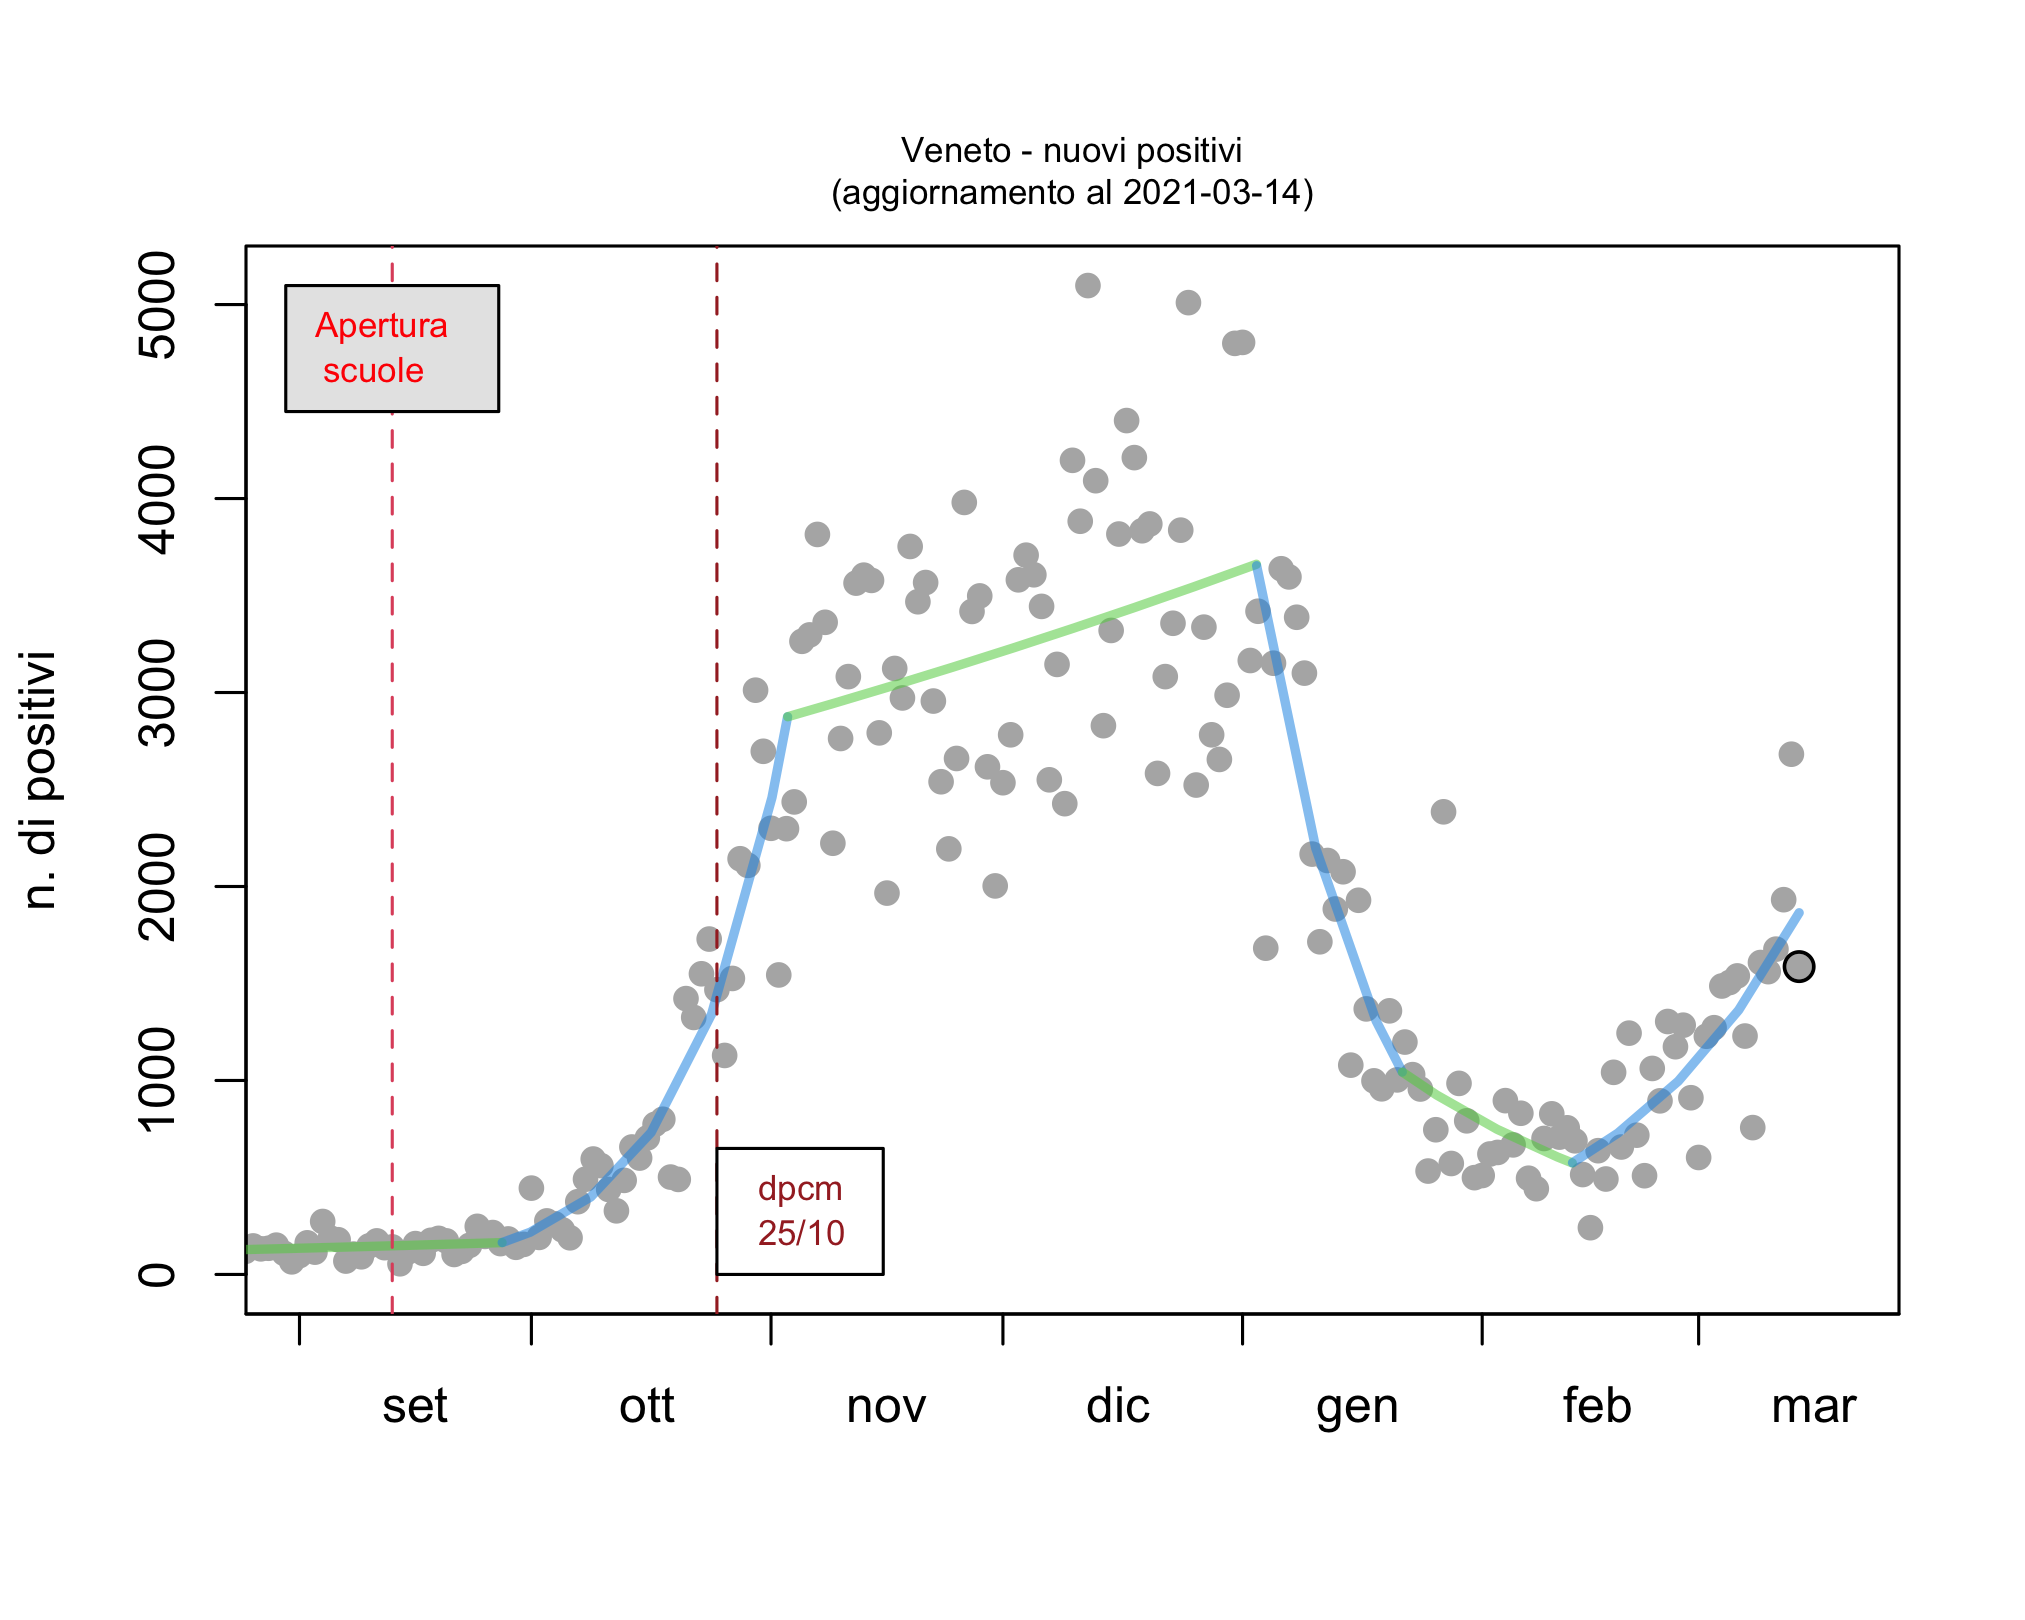 Veneto - nuovi positivi
(aggiornamento al 2021-03-14)
n. di positivi
5000
4000
3000
2000
1000
0
Apertura
scuole
dpcm
25/10
set ott nov dic gen feb mar